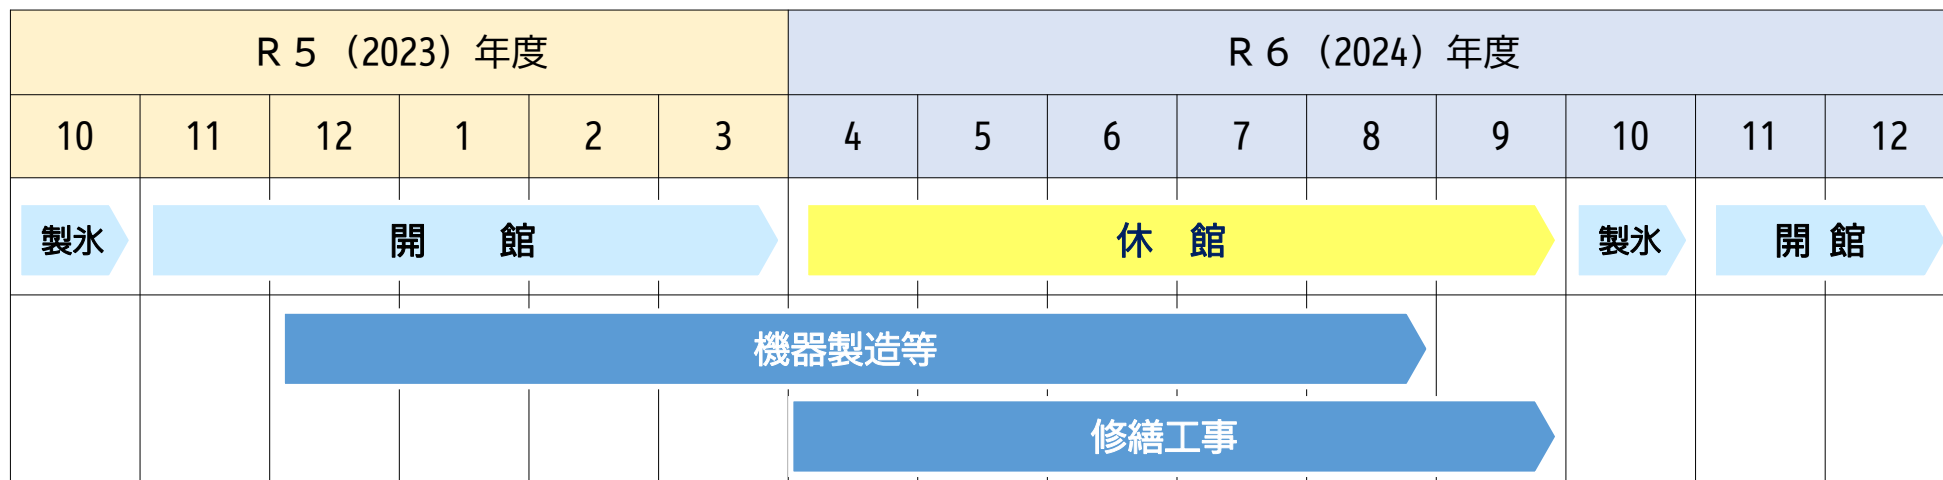 Ｒ５（2023）年度 Ｒ６（2024）年度
10 11 12 1 2 3 4 5 6 7 8 9 10 11 12
製氷 開　館 休　館 製氷 開 館
機器製造等
修繕工事